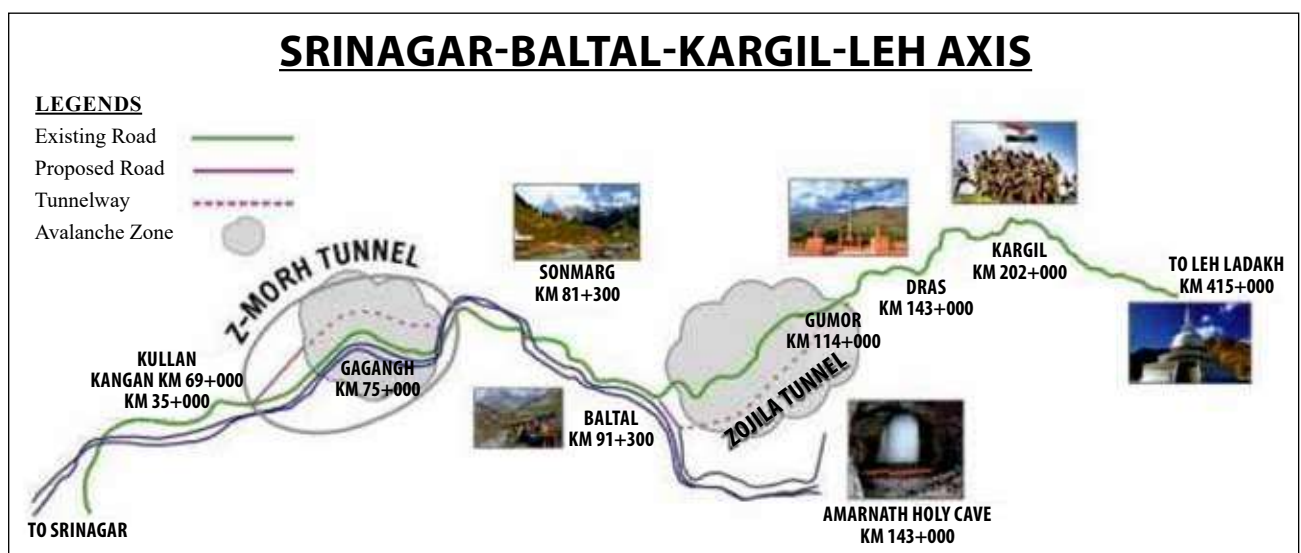 SRINAGAR-BALTAL-KARGIL-LEH AXIS
LEGENDS
Existing Road
Proposed Road
Tunnelway
Avalanche Zone
Z-MORH TUNNEL
SONMARG
KM 81+300
KARGIL
KM 202+000
TO LEH LADAKH
KM 415+000
DRAS
KM 143+000
GUMOR
KM 114+000
KULLAN
KANGAN KM 69+000
KM 35+000
GAGANGH
KM 75+000
ZOJILA TUNNEL
BALTAL
KM 91+300
AMARNATH HOLY CAVE
KM 143+000
TO SRINAGAR